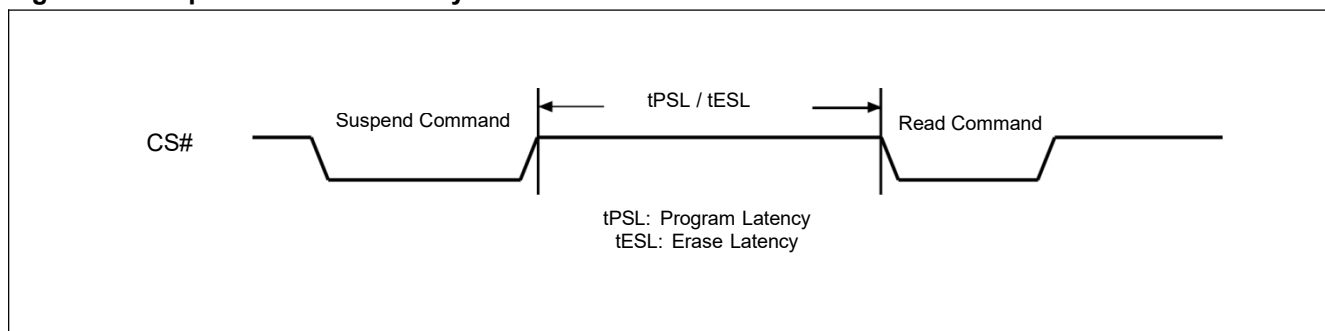 tPSL / tESL
Suspend Command
Read Command
CS#
tPSL: Program Latency
tESL: Erase Latency